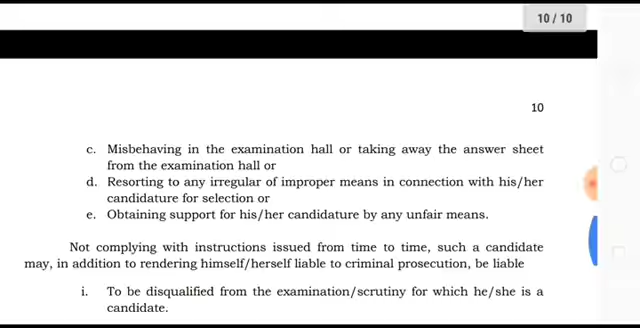 10 / 10
10
c. Misbehaving in the examination hall or taking away the answer sheet
from the examination hall or
d. Resorting to any irregular of improper means in connection with his/her
candidature for selection or
e. Obtaining support for his/her candidature by any unfair means.
Not complying with instructions issued from time to time, such a candidate
may, in addition to rendering himself/herself liable to criminal prosecution, be liable
i. To be disqualified from the examination/scrutiny for which he/she is a
candidate.